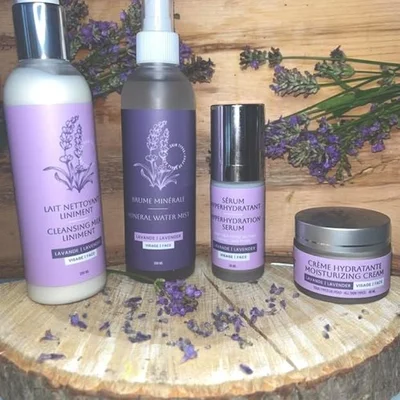 LAIT NETTOYANT
LINIMENT
CLEANSING MILK
LINIMENT
LAVANDE | LAVENDER
VISAGE | FACE
BRUME MINÉRALE
MINERAL WATER MIST
LAVANDE | LAVENDER
VISAGE | FACE
SÉRUM
HYPERHYDRATANT
HYPERHYDRATION
SERUM
LAVANDE | LAVENDER
VISAGE | FACE
CRÈME HYDRATANTE
MOISTURIZING CREAM
LAVANDE | LAVENDER
VISAGE | FACE